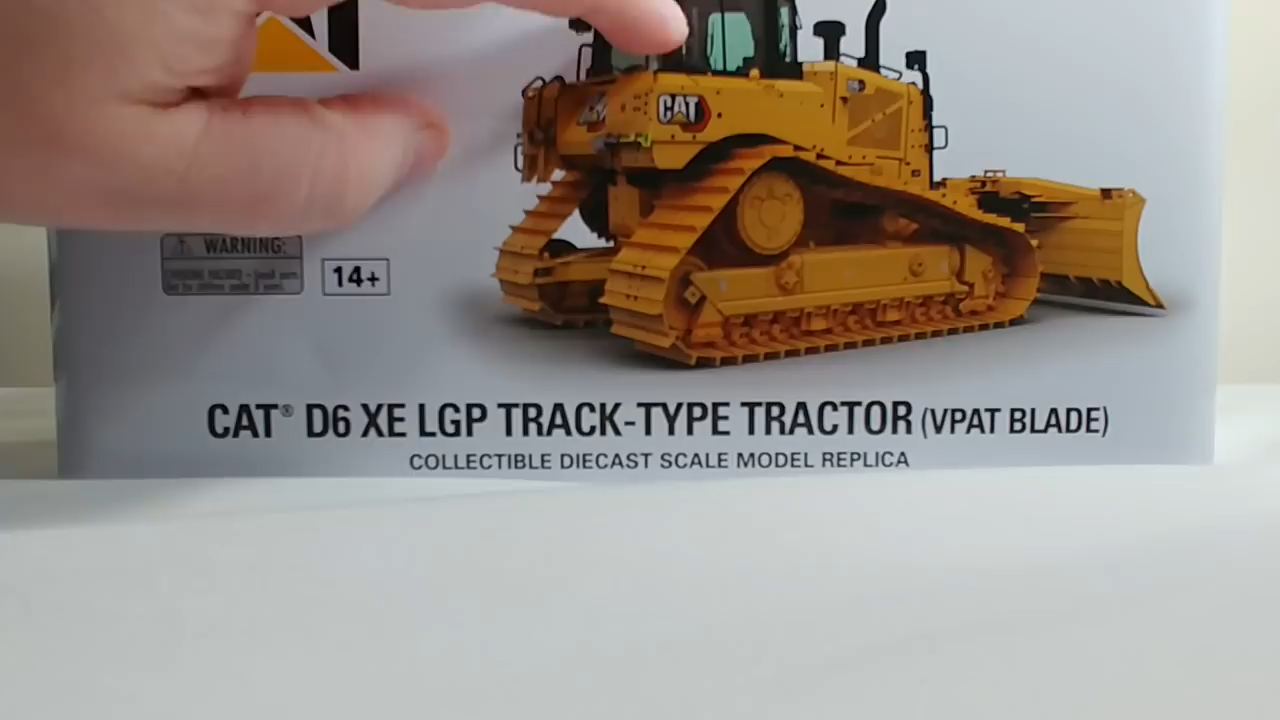 CAT
WARNING:
14+
CAT® D6 XE LGP TRACK-TYPE TRACTOR (VPAT BLADE)
COLLECTIBLE DIECAST SCALE MODEL REPLICA